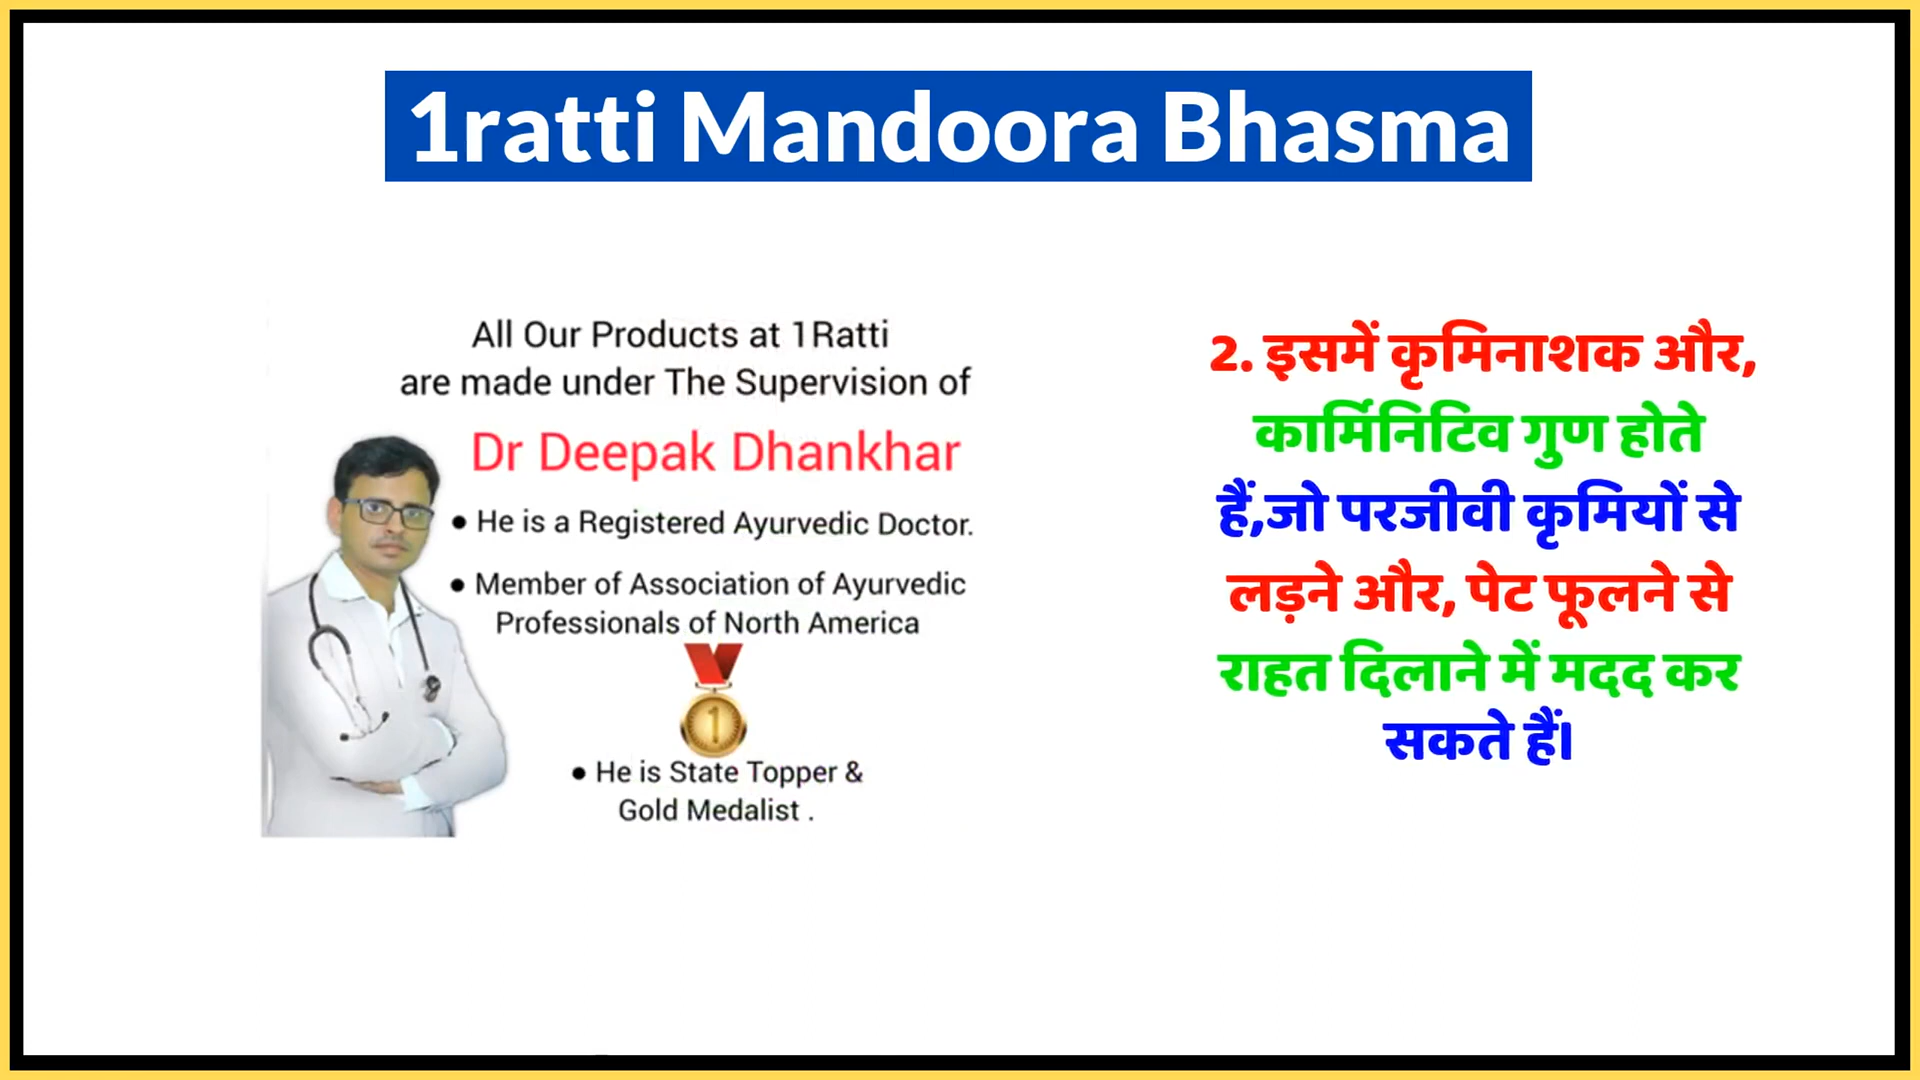 1ratti Mandoora Bhasma
All Our Products at 1Ratti
are made under The Supervision of
Dr Deepak Dhankhar
● He is a Registered Ayurvedic Doctor.
● Member of Association of Ayurvedic
Professionals of North America
1
● He is State Topper &
Gold Medalist .
2. इसमें कृमिनाशक और,
कार्मिनिटिव गुण होते
हैं,जो परजीवी कृमियों से
लड़ने और, पेट फूलने से
राहत दिलाने में मदद कर
सकते हैं।